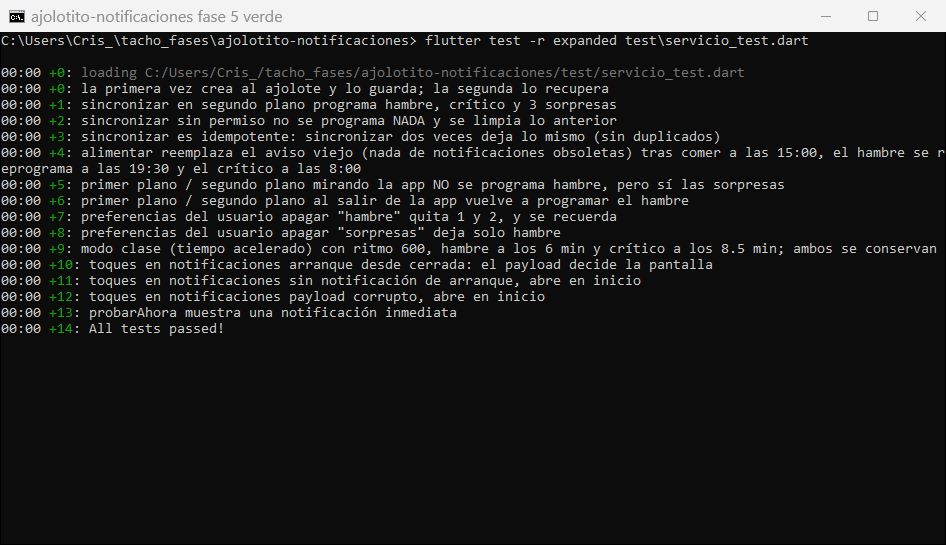 ajolotito-notificaciones fase 5 verde
C:\Users\Cris_\tacho_fases\ajolotito-notificaciones> flutter test -r expanded test\servicio_test.dart
00:00 +0: loading C:/Users/Cris_/tacho_fases/ajolotito-notificaciones/test/servicio_test.dart
00:00 +0: la primera vez crea al ajolote y lo guarda; la segunda lo recupera
00:00 +1: sincronizar en segundo plano programa hambre, crítico y 3 sorpresas
00:00 +2: sincronizar sin permiso no se programa NADA y se limpia lo anterior
00:00 +3: sincronizar es idempotente: sincronizar dos veces deja lo mismo (sin duplicados)
00:00 +4: alimentar reemplaza el aviso viejo (nada de notificaciones obsoletas) tras comer a las 15:00, el hambre se r
eprograma a las 19:30 y el crítico a las 8:00
00:00 +5: primer plano / segundo plano mirando la app NO se programa hambre, pero sí las sorpresas
00:00 +6: primer plano / segundo plano al salir de la app vuelve a programar el hambre
00:00 +7: preferencias del usuario apagar "hambre" quita 1 y 2, y se recuerda
00:00 +8: preferencias del usuario apagar "sorpresas" deja solo hambre
00:00 +9: modo clase (tiempo acelerado) con ritmo 600, hambre a los 6 min y crítico a los 8.5 min; ambos se conservan
00:00 +10: toques en notificaciones arranque desde cerrada: el payload decide la pantalla
00:00 +11: toques en notificaciones sin notificación de arranque, abre en inicio
00:00 +12: toques en notificaciones payload corrupto, abre en inicio
00:00 +13: probarAhora muestra una notificación inmediata
00:00 +14: All tests passed!